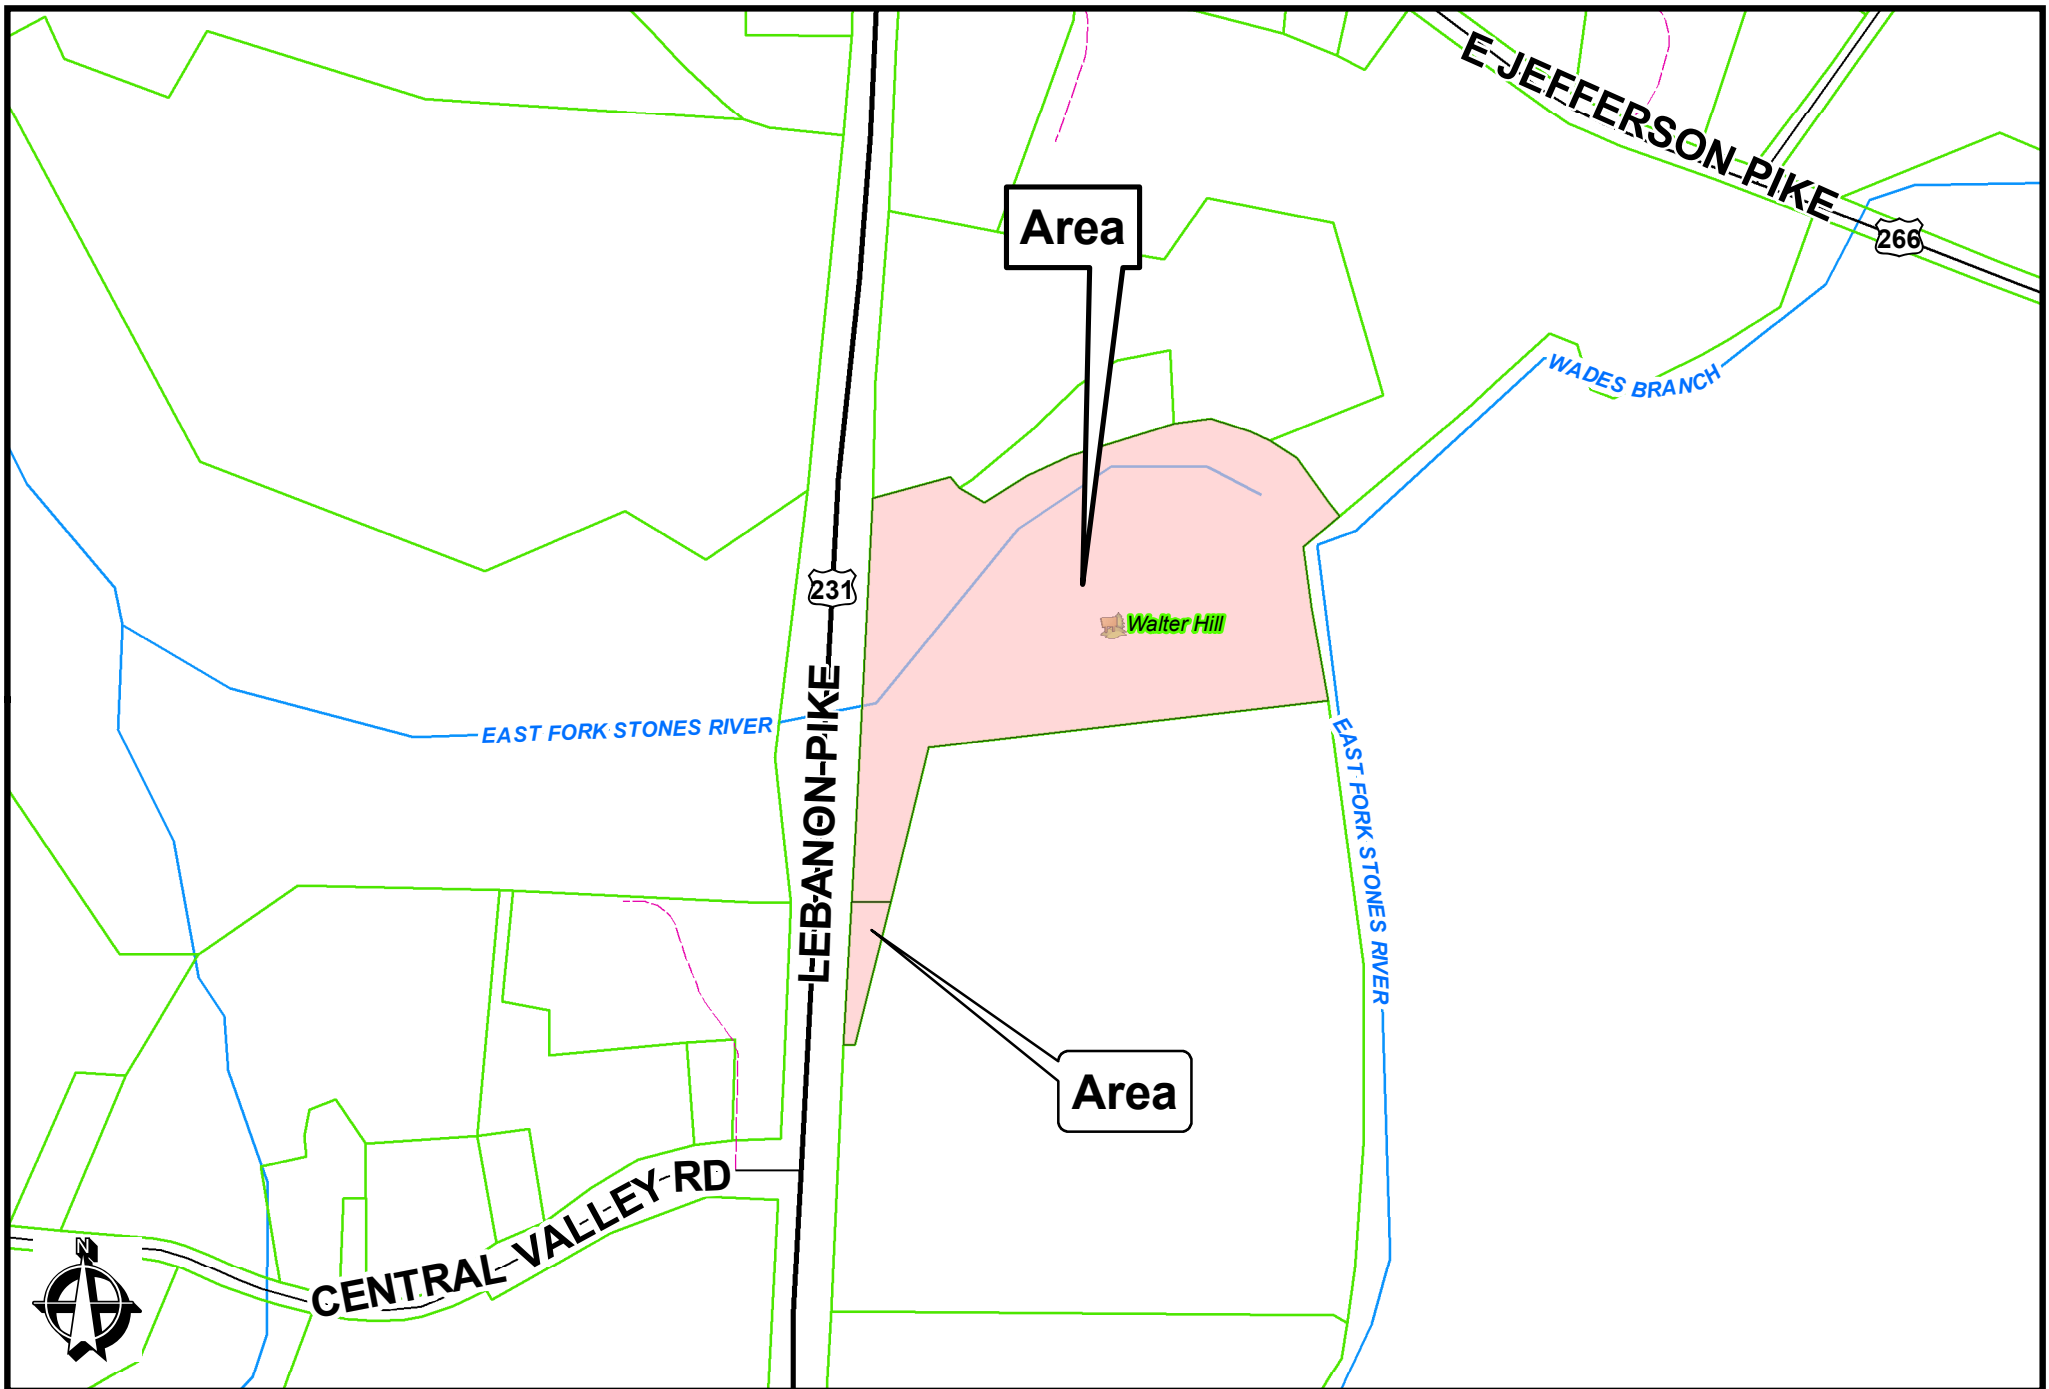 E JEFFERSON PIKE
Area
266
WADES BRANCH
231
Walter Hill
EAST FORK STONES RIVER
LEBANON PIKE
EAST FORK STONES RIVER
Area
CENTRAL VALLEY RD
N